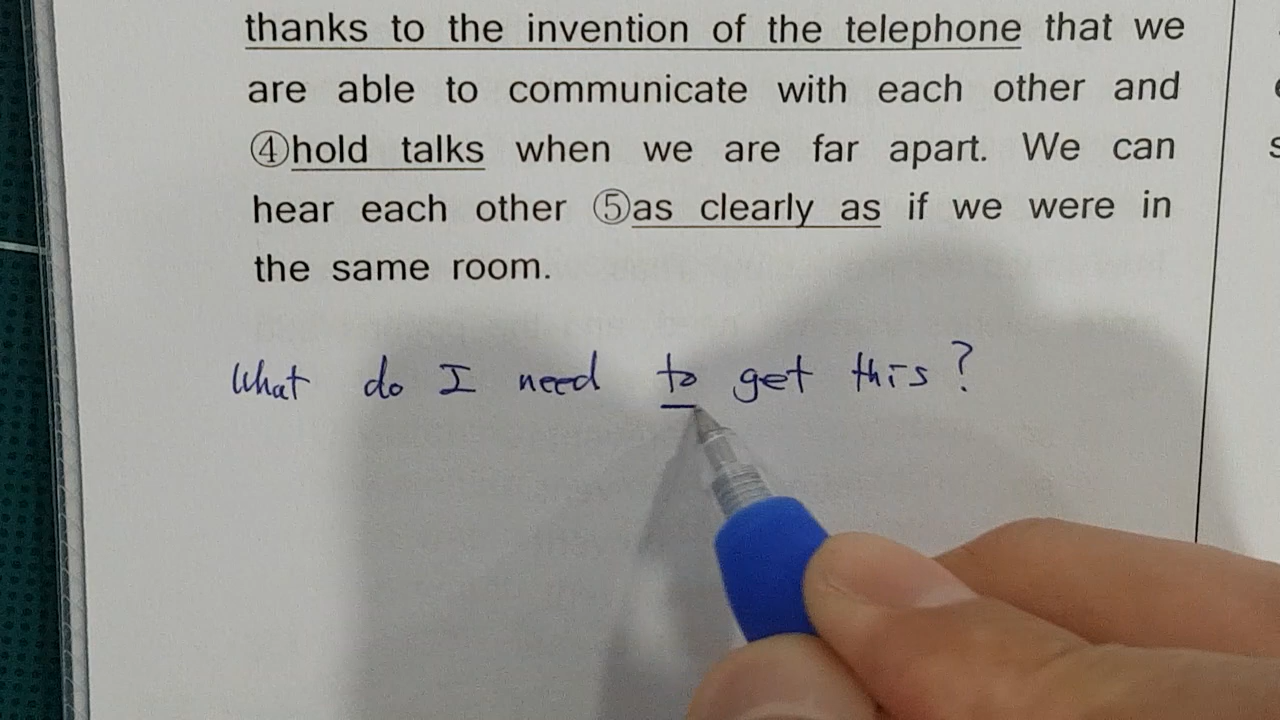 thanks to the invention of the telephone that we
are able to communicate with each other and
④hold talks when we are far apart. We can
hear each other ⑤as clearly as if we were in
the same room.
What do I need to get this?